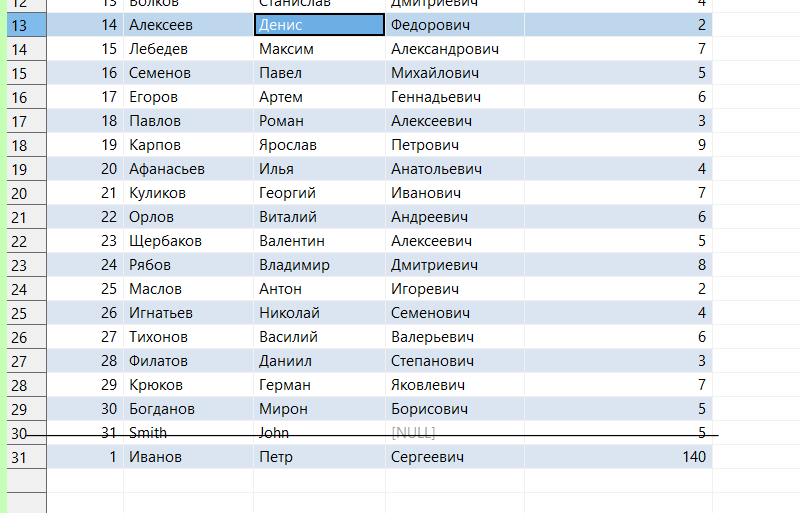 12 13 Волков Станислав Дмитриевич 4
13 14 Алексеев Денис Федорович 2
14 15 Лебедев Максим Александрович 7
15 16 Семенов Павел Михайлович 5
16 17 Егоров Артем Геннадьевич 6
17 18 Павлов Роман Алексеевич 3
18 19 Карпов Ярослав Петрович 9
19 20 Афанасьев Илья Анатольевич 4
20 21 Куликов Георгий Иванович 7
21 22 Орлов Виталий Андреевич 6
22 23 Щербаков Валентин Алексеевич 5
23 24 Рябов Владимир Дмитриевич 8
24 25 Маслов Антон Игоревич 2
25 26 Игнатьев Николай Семенович 4
26 27 Тихонов Василий Валерьевич 6
27 28 Филатов Даниил Степанович 3
28 29 Крюков Герман Яковлевич 7
29 30 Богданов Мирон Борисович 5
30 31 Smith John [NULL] 5
31 1 Иванов Петр Сергеевич 140